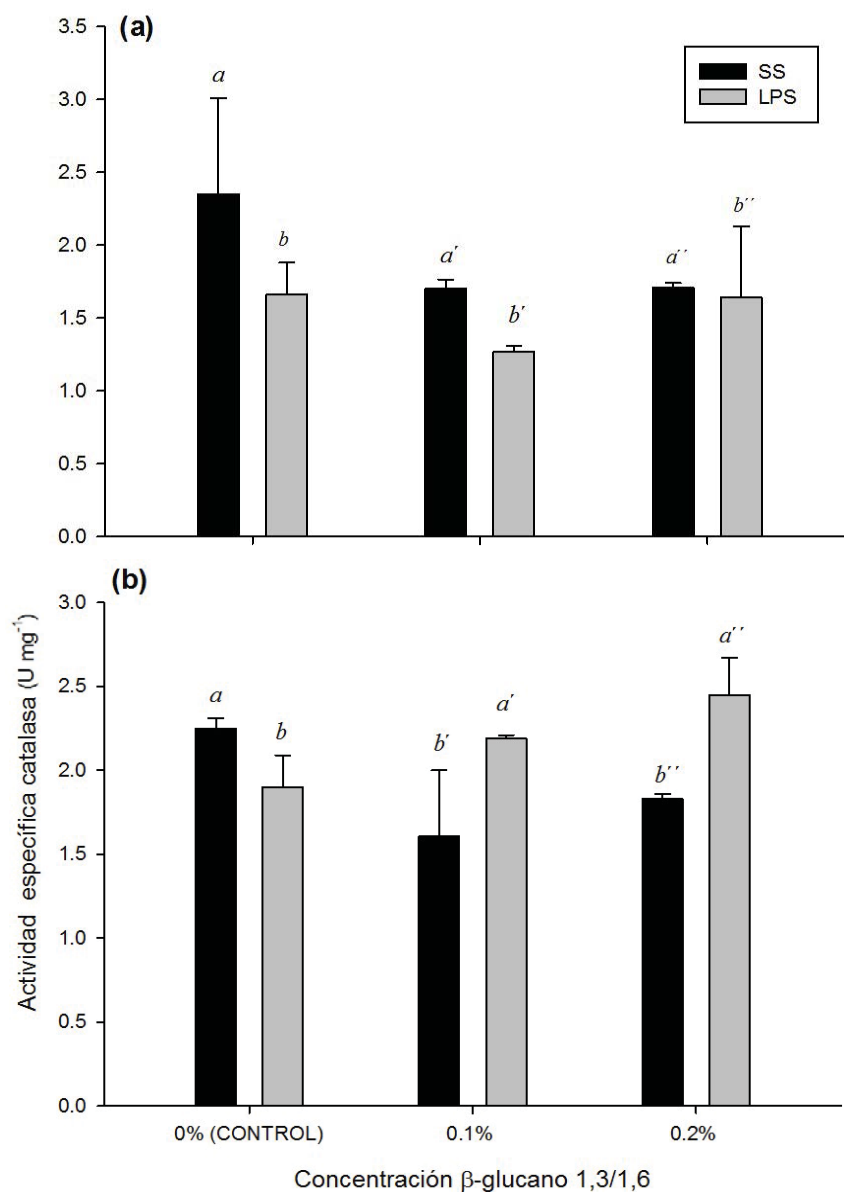 (a)
3.5
3.0
2.5
2.0
1.5
1.0
0.5
0.0
SS
LPS
a
b
a´
b´
a´´
b´´
(b)
3.0
2.5
2.0
1.5
1.0
0.5
0.0
a
b
b´
a´
b´´
a´´
Actividad específica catalasa (U mg⁻¹)
0% (CONTROL) 0.1% 0.2%
Concentración β-glucano 1,3/1,6